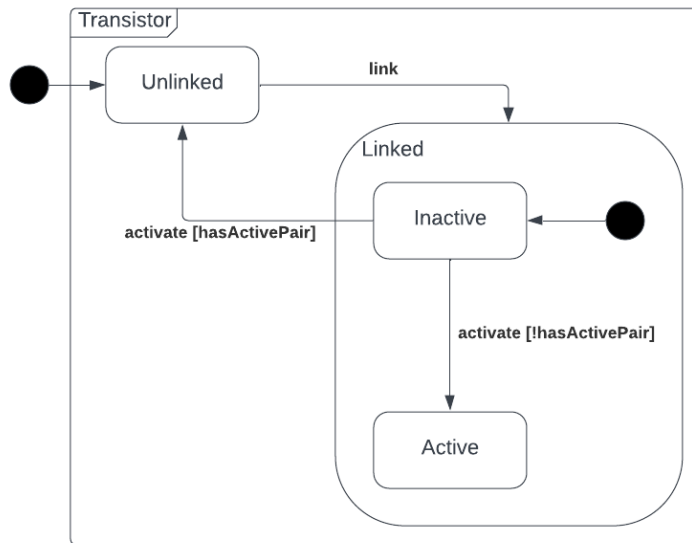 Transistor
Unlinked
link
Linked
Inactive
activate [hasActivePair]
activate [!hasActivePair]
Active